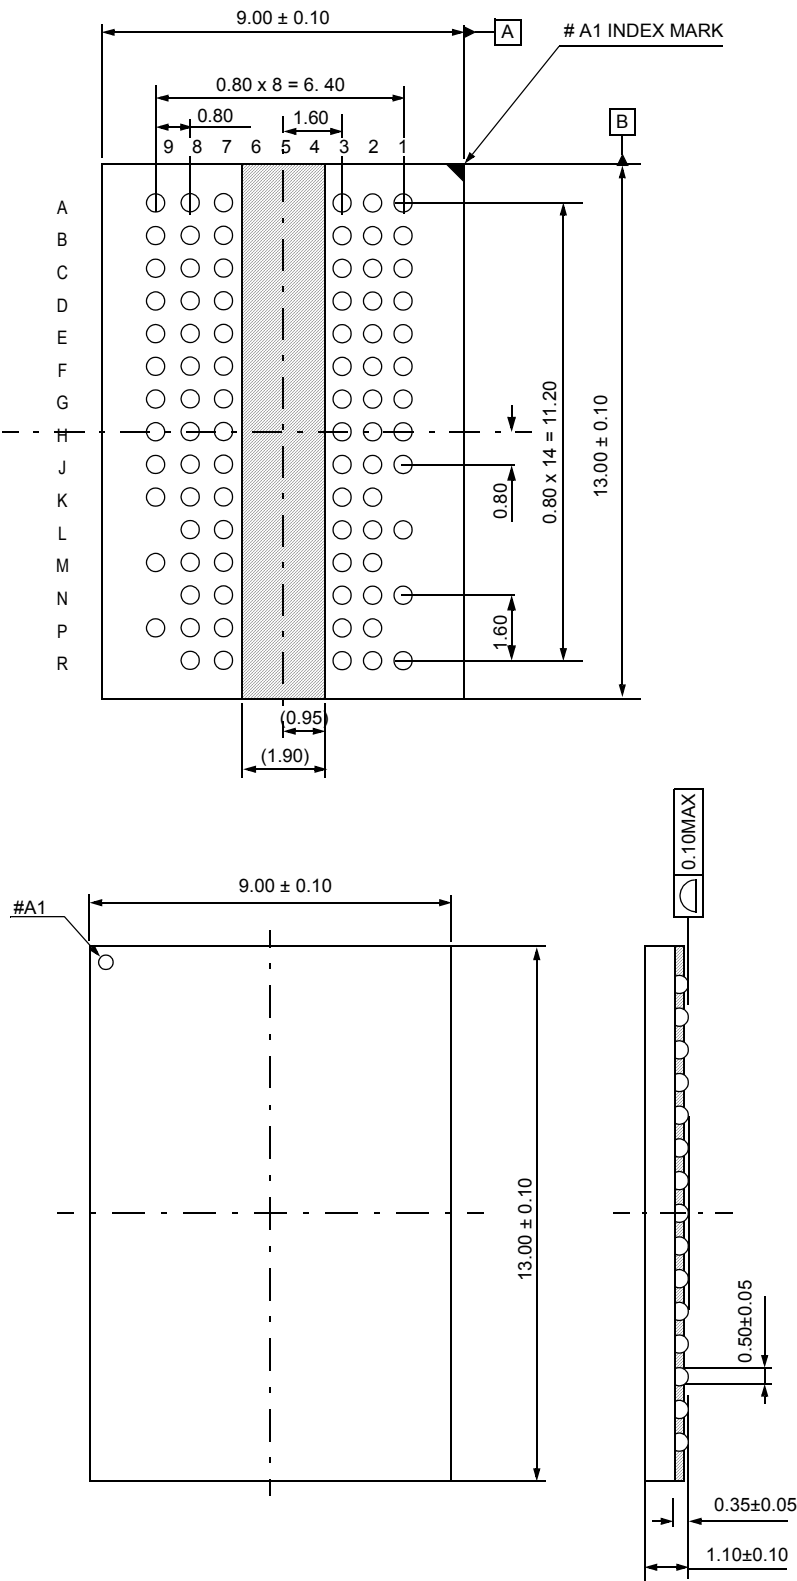 9.00 ± 0.10
A
# A1 INDEX MARK
0.80 x 8 = 6. 40
0.80
1.60
B
9 8 7 6 5 4 3 2 1
A
B
C
D
E
F
G
H
J
K
L
M
N
P
R
0.80
1.60
0.80 x 14 = 11.20
13.00 ± 0.10
(0.95)
(1.90)
0.10MAX
9.00 ± 0.10
#A1
13.00 ± 0.10
0.50±0.05
0.35±0.05
1.10±0.10